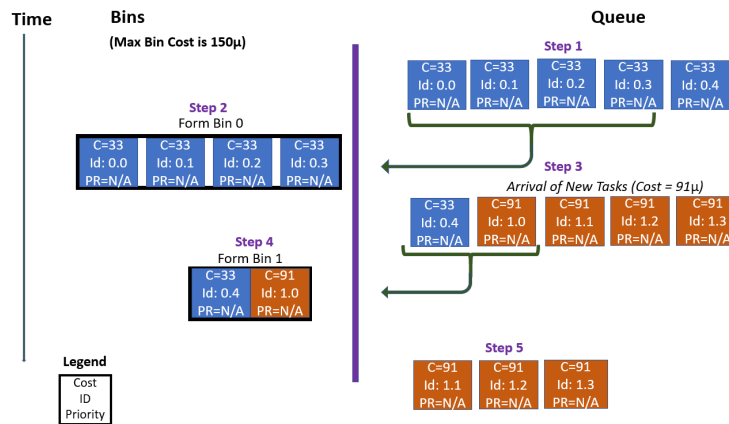 Time
Bins
Queue
(Max Bin Cost is 150µ)
Step 1
C=33 C=33 C=33 C=33 C=33
Id: 0.0 Id: 0.1 Id: 0.2 Id: 0.3 Id: 0.4
PR=N/A PR=N/A PR=N/A PR=N/A PR=N/A
Step 2
Form Bin 0
C=33 C=33 C=33 C=33
Id: 0.0 Id: 0.1 Id: 0.2 Id: 0.3
PR=N/A PR=N/A PR=N/A PR=N/A
Step 3
Arrival of New Tasks (Cost = 91µ)
C=33 C=91 C=91 C=91 C=91
Id: 0.4 Id: 1.0 Id: 1.1 Id: 1.2 Id: 1.3
PR=N/A PR=N/A PR=N/A PR=N/A PR=N/A
Step 4
Form Bin 1
C=33 C=91
Id: 0.4 Id: 1.0
PR=N/A PR=N/A
Step 5
C=91 C=91 C=91
Id: 1.1 Id: 1.2 Id: 1.3
PR=N/A PR=N/A PR=N/A
Legend
Cost
ID
Priority